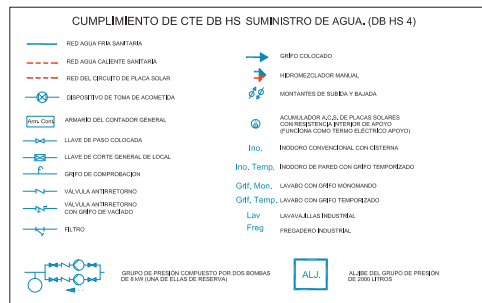 CUMPLIMIENTO DE CTE DB HS SUMINISTRO DE AGUA. (DB HS 4)
RED AGUA FRIA SANITARIA
RED AGUA CALIENTE SANITARIA
RED DEL CIRCUITO DE PLACA SOLAR
DISPOSITIVO DE TOMA DE ACOMETIDA
Arm. Cont.
ARMARIO DEL CONTADOR GENERAL
LLAVE DE PASO COLOCADA
LLAVE DE CORTE GENERAL DE LOCAL
GRIFO DE COMPROBACION
VÁLVULA ANTIRRETORNO
VÁLVULA ANTIRRETORNO
CON GRIFO DE VACIADO
FILTRO
GRIFO COLOCADO
HIDROMEZCLADOR MANUAL
MONTANTES DE SUBIDA Y BAJADA
ACUMULADOR A,C,S, DE PLACAS SOLARES
CON RESISTENCIA INTERIOR DE APOYO
(FUNCIONA COMO TERMO ELÉCTRICO APOYO)
Ino. INODORO CONVENCIONAL CON CISTERNA
Ino. Temp. INODORO DE PARED CON GRIFO TEMPORIZADO
Grif. Mon. LAVABO CON GRIFO MONOMANDO
Grif. Temp. LAVABO CON GRIFO TEMPORIZADO
Lav LAVAVAJILLAS INDUSTRIAL
Freg FREGADERO INDUSTRIAL
GRUPO DE PRESIÓN COMPUESTO POR DOS BOMBAS
DE 8 kW (UNA DE ELLAS DE RESERVA)
ALJ.
ALJIBE DEL GRUPO DE PRESIÓN
DE 2000 LITROS